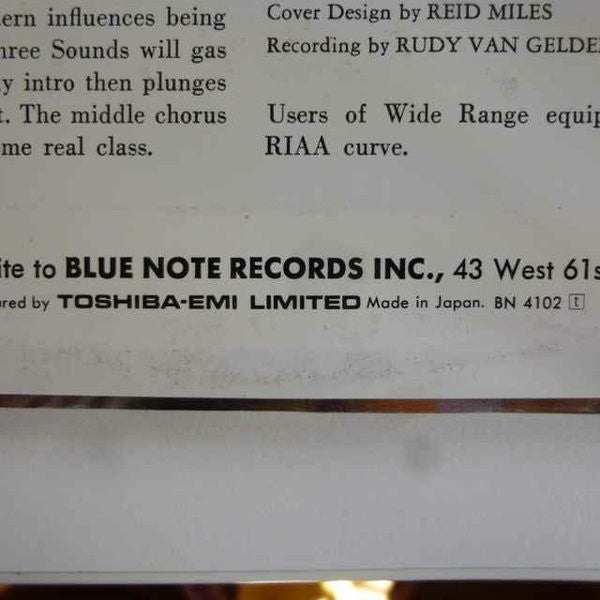 ern influences being
hree Sounds will gas
y intro then plunges
t. The middle chorus
me real class.
Cover Design by REID MILES
Recording by RUDY VAN GELDE
Users of Wide Range equip
RIAA curve.
ite to BLUE NOTE RECORDS INC., 43 West 61s
ured by TOSHIBA-EMI LIMITED Made in Japan. BN 4102 t